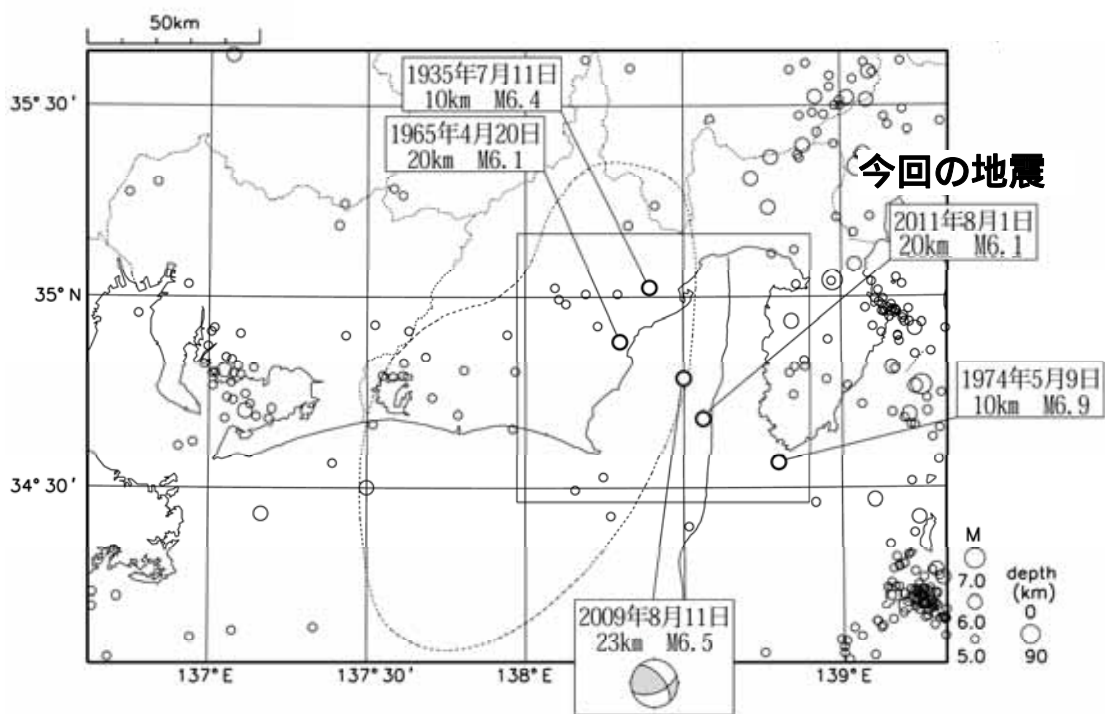 50km
1935年7月11日
10km M6.4
1965年4月20日
20km M6.1
今回の地震
2011年8月1日
20km M6.1
1974年5月9日
10km M6.9
2009年8月11日
23km M6.5
35° 30'
35° N
34° 30'
137° E
137° 30'
138° E
139° E
M
7.0
6.0
5.0
depth
(km)
0
90